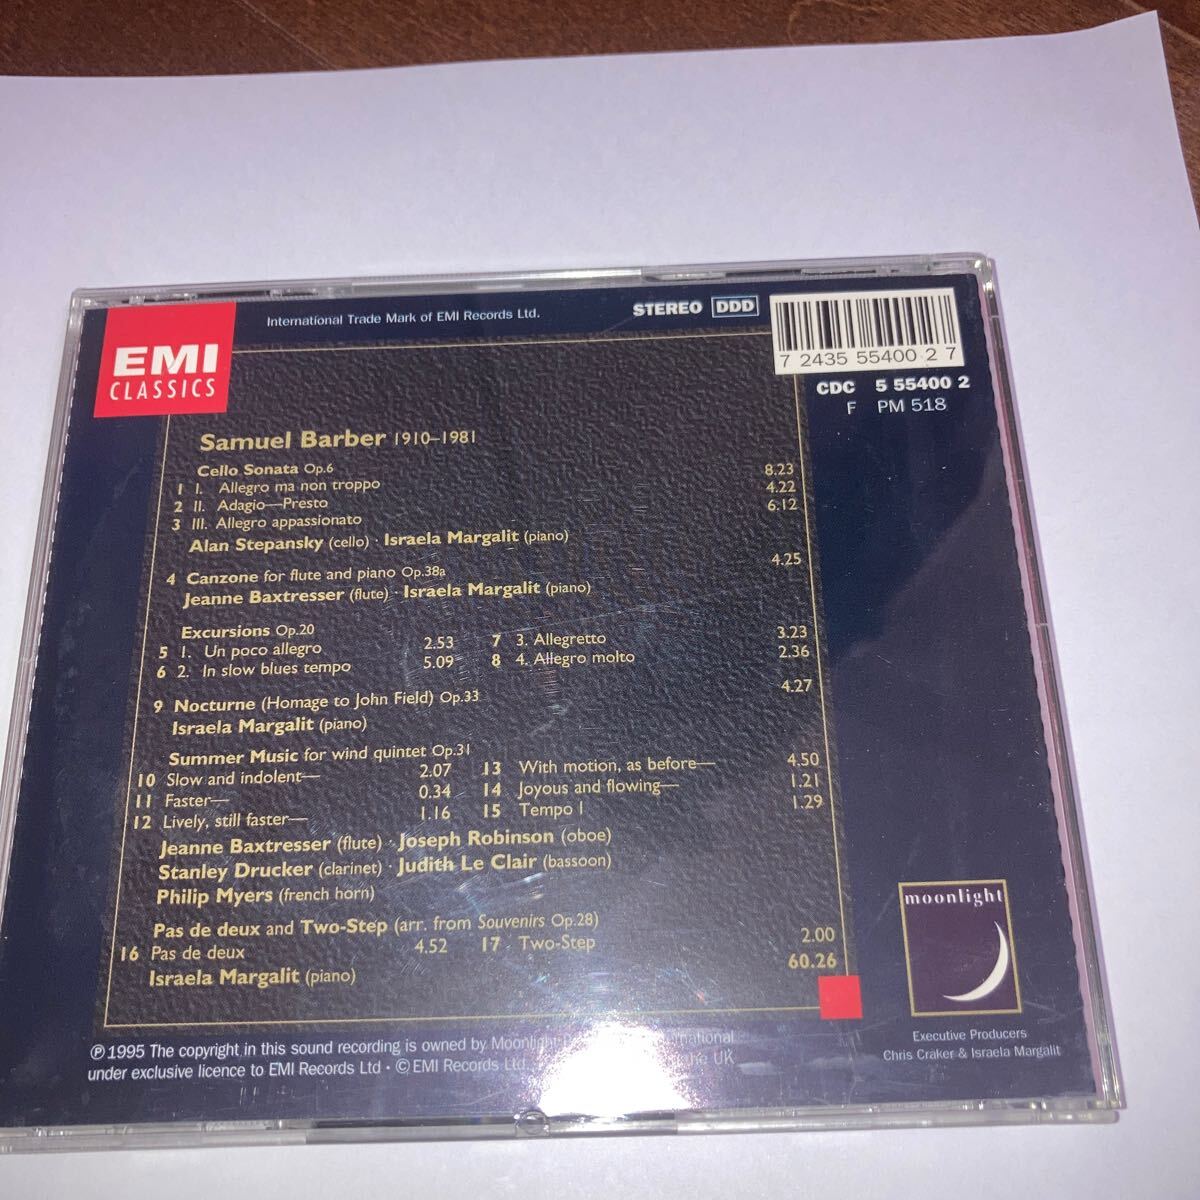 EMI
CLASSICS
International Trade Mark of EMI Records Ltd.
STEREO DDD
7 24355 55400 2 7
CDC 5 55400 2
F PM 518
Samuel Barber 1910–1981
Cello Sonata Op.6
1 I. Allegro ma non troppo 8.23
2 II. Adagio—Presto 4.22
3 III. Allegro appassionato 6.12
Alan Stepansky (cello) · Israela Margalit (piano)
4 Canzone for flute and piano Op.38a 4.25
Jeanne Baxtresser (flute) · Israela Margalit (piano)
Excursions Op.20
5 1. Un poco allegro 2.53 7 3. Allegretto 3.23
6 2. In slow blues tempo 5.09 8 4. Allegro molto 2.36
9 Nocturne (Homage to John Field) Op.33 4.27
Israela Margalit (piano)
Summer Music for wind quintet Op.31
10 Slow and indolent— 2.07 13 With motion, as before— 4.50
11 Faster— 0.34 14 Joyous and flowing— 1.21
12 Lively, still faster— 1.16 15 Tempo I 1.29
Jeanne Baxtresser (flute) · Joseph Robinson (oboe)
Stanley Drucker (clarinet) · Judith Le Clair (bassoon)
Philip Myers (french horn)
Pas de deux and Two-Step (arr. from Souvenirs Op.28)
16 Pas de deux 4.52 17 Two-Step 2.00
Israela Margalit (piano) 60.26
moonlight
Executive Producers
Chris Craker & Israela Margalit
℗ 1995 The copyright in this sound recording is owned by Moonlight International
under exclusive licence to EMI Records Ltd · © EMI Records Ltd. the UK